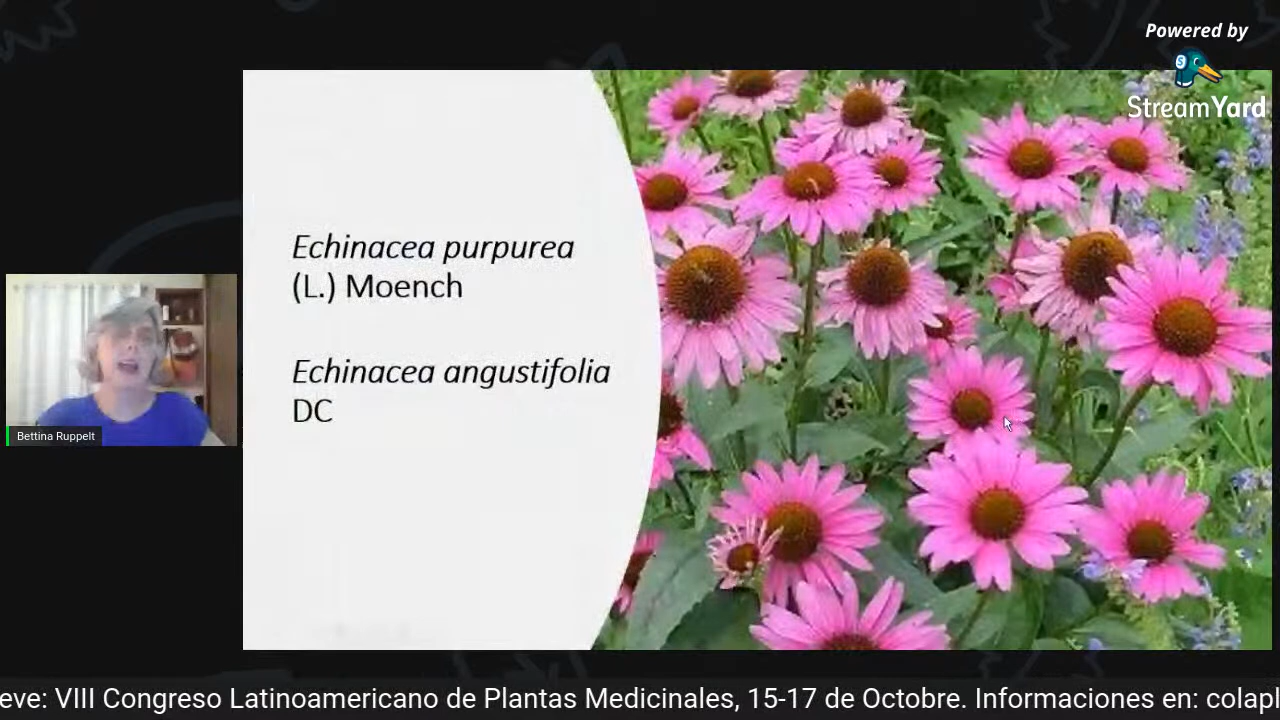 Powered by
StreamYard
Echinacea purpurea
(L.) Moench
Echinacea angustifolia
DC
Bettina Ruppelt
eve: VIII Congreso Latinoamericano de Plantas Medicinales, 15-17 de Octobre. Informaciones en: colapl